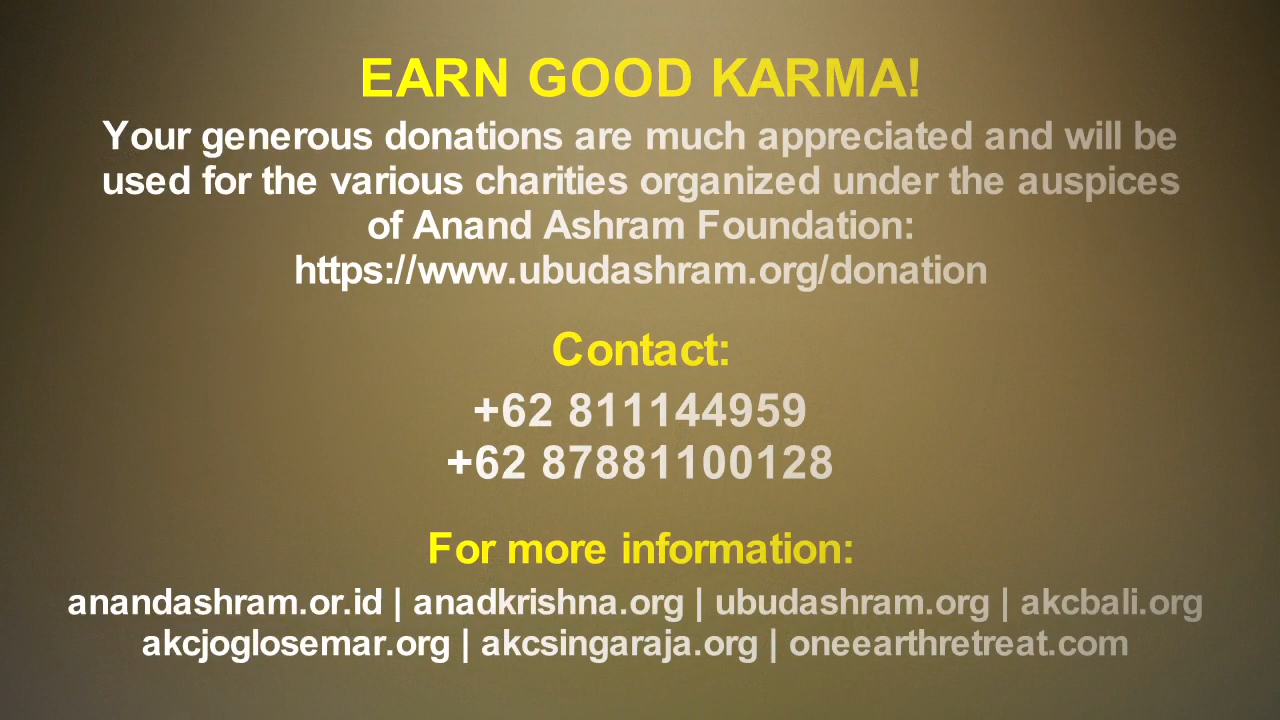 EARN GOOD KARMA!
Your generous donations are much appreciated and will be
used for the various charities organized under the auspices
of Anand Ashram Foundation:
https://www.ubudashram.org/donation
Contact:
+62 811144959
+62 87881100128
For more information:
anandashram.or.id | anadkrishna.org | ubudashram.org | akcbali.org
akcjoglosemar.org | akcsingaraja.org | oneearthretreat.com